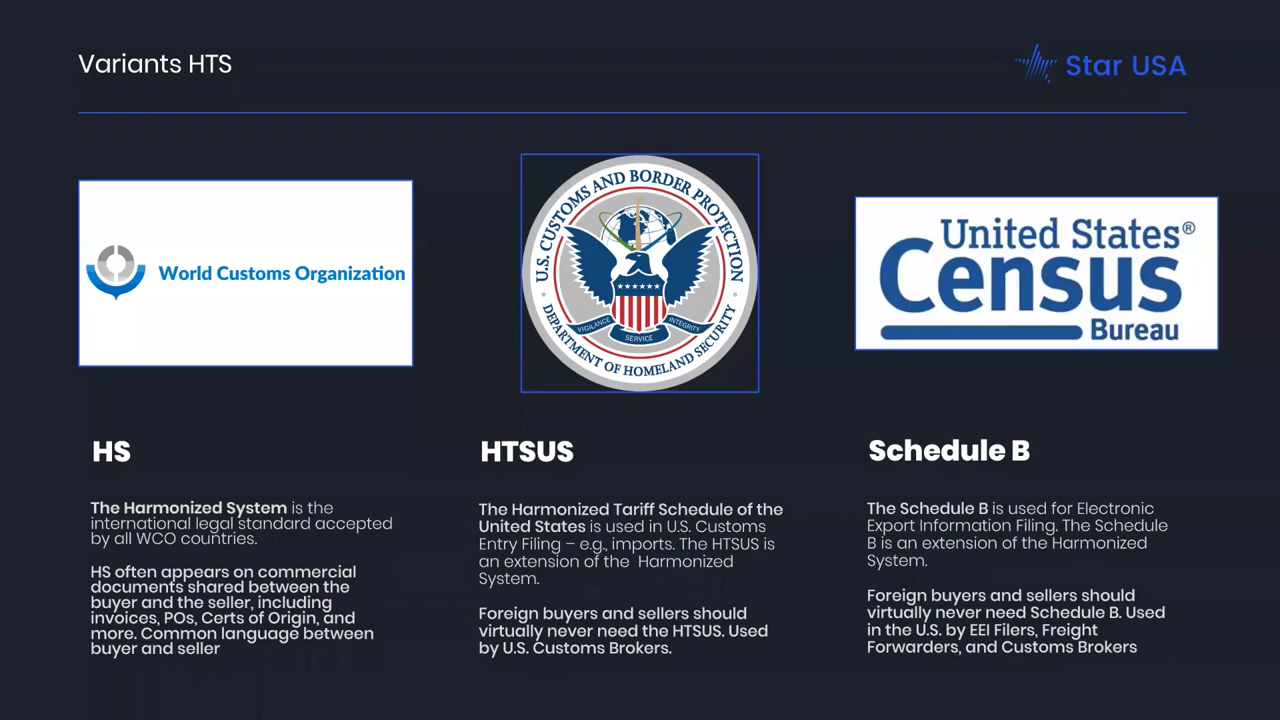 Variants HTS
Star USA
World Customs Organization
U.S. CUSTOMS AND BORDER PROTECTION
VIGILANCE
SERVICE
INTEGRITY
DEPARTMENT OF HOMELAND SECURITY
United States®
Census
Bureau
HS
The Harmonized System is the
international legal standard accepted
by all WCO countries.
HS often appears on commercial
documents shared between the
buyer and the seller, including
invoices, POs, Certs of Origin, and
more. Common language between
buyer and seller
HTSUS
The Harmonized Tariff Schedule of the
United States is used in U.S. Customs
Entry Filing – e.g., imports. The HTSUS is
an extension of the  Harmonized
System.
Foreign buyers and sellers should
virtually never need the HTSUS. Used
by U.S. Customs Brokers.
Schedule B
The Schedule B is used for Electronic
Export Information Filing. The Schedule
B is an extension of the Harmonized
System.
Foreign buyers and sellers should
virtually never need Schedule B. Used
in the U.S. by EEI Filers, Freight
Forwarders, and Customs Brokers